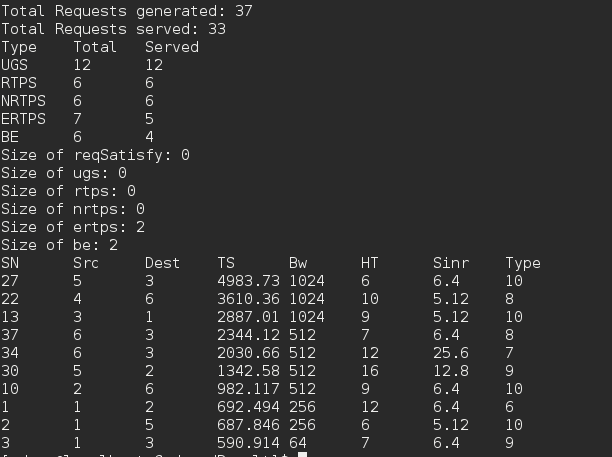 Total Requests generated: 37
Total Requests served: 33
Type Total Served
UGS 12 12
RTPS 6 6
NRTPS 6 6
ERTPS 7 5
BE 6 4
Size of reqSatisfy: 0
Size of ugs: 0
Size of rtps: 0
Size of nrtps: 0
Size of ertps: 2
Size of be: 2
SN Src Dest TS Bw HT Sinr Type
27 5 3 4983.73 1024 6 6.4 10
22 4 6 3610.36 1024 10 5.12 8
13 3 1 2887.01 1024 9 5.12 10
37 6 3 2344.12 512 7 6.4 8
34 6 3 2030.66 512 12 25.6 7
30 5 2 1342.58 512 16 12.8 9
10 2 6 982.117 512 9 6.4 10
1 1 2 692.494 256 12 6.4 6
2 1 5 687.846 256 6 5.12 10
3 1 3 590.914 64 7 6.4 9